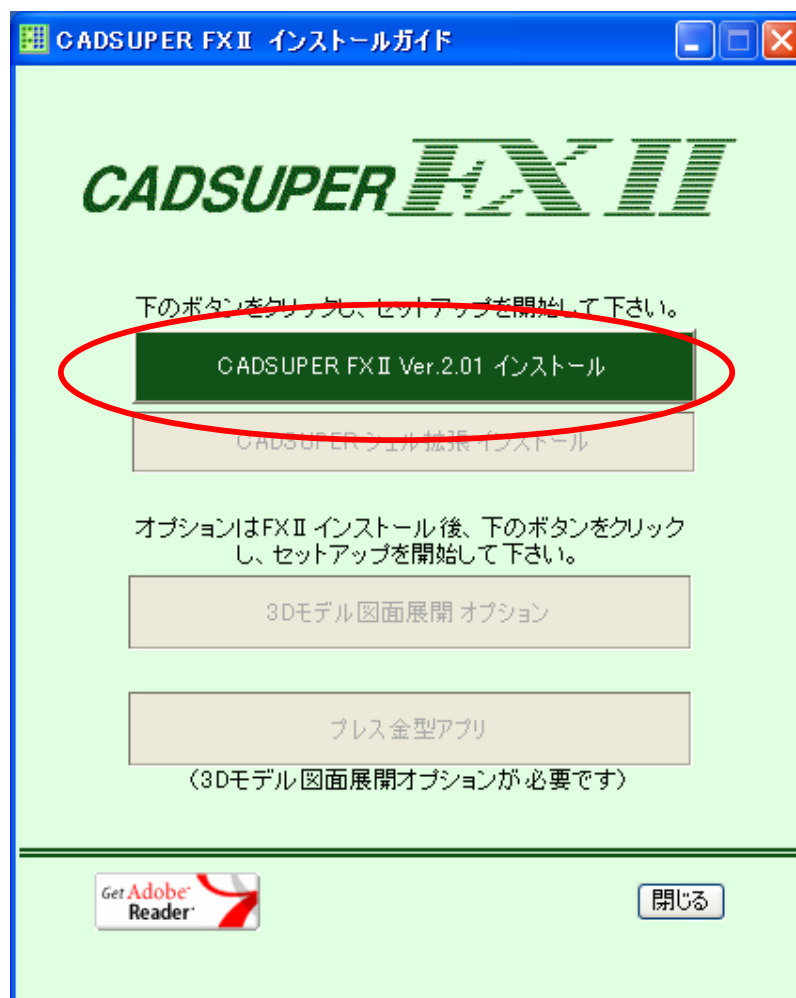 CADSUPER FXⅡ インストールガイド
CADSUPER FXII
下のボタンをクリックし、セットアップを開始して下さい。
CADSUPER FXⅡ Ver.2.01 インストール
CADSUPER シェル拡張 インストール
オプションはFXⅡ インストール後、下のボタンをクリック
し、セットアップを開始して下さい。
3Dモデル図面展開 オプション
プレス金型アプリ
（3Dモデル図面展開オプションが必要です）
Get Adobe
Reader
閉じる